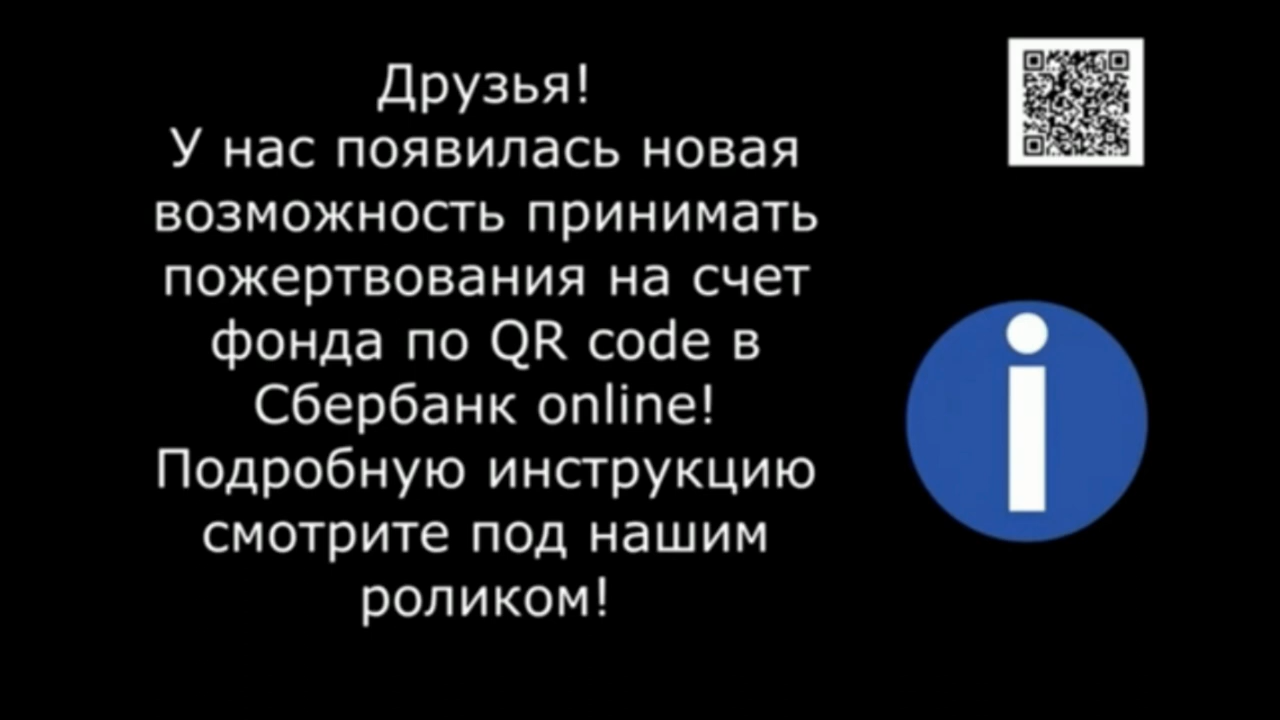 Друзья!
У нас появилась новая
возможность принимать
пожертвования на счет
фонда по QR code в
Сбербанк online!
Подробную инструкцию
смотрите под нашим
роликом!
i